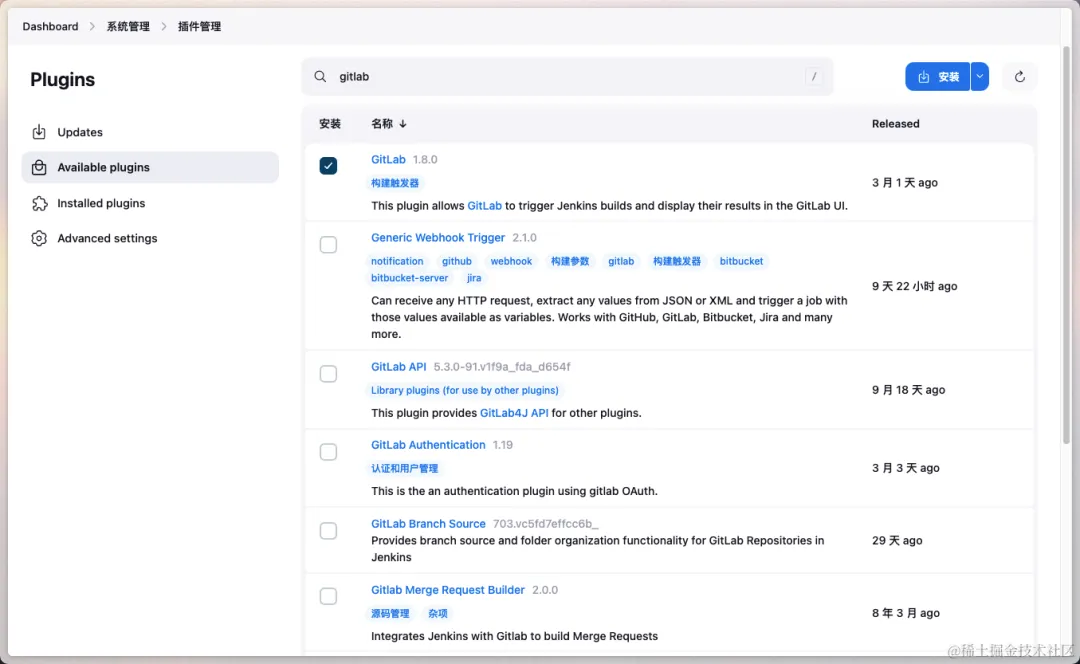 Dashboard > 系统管理 > 插件管理
Plugins
gitlab /
安装
Updates
Available plugins
Installed plugins
Advanced settings
安装 名称 ↓ Released
GitLab 1.8.0
构建触发器
This plugin allows GitLab to trigger Jenkins builds and display their results in the GitLab UI.
3 月 1 天 ago
Generic Webhook Trigger 2.1.0
notification github webhook 构建参数 gitlab 构建触发器 bitbucket
bitbucket-server jira
Can receive any HTTP request, extract any values from JSON or XML and trigger a job with
those values available as variables. Works with GitHub, GitLab, Bitbucket, Jira and many
more.
9 天 22 小时 ago
GitLab API 5.3.0-91.v1f9a_fda_d654f
Library plugins (for use by other plugins)
This plugin provides GitLab4J API for other plugins.
9 月 18 天 ago
GitLab Authentication 1.19
认证和用户管理
This is the an authentication plugin using gitlab OAuth.
3 月 3 天 ago
GitLab Branch Source 703.vc5fd7effcc6b_
Provides branch source and folder organization functionality for GitLab Repositories in
Jenkins
29 天 ago
Gitlab Merge Request Builder 2.0.0
源码管理 杂项
Integrates Jenkins with Gitlab to build Merge Requests
8 年 3 月 ago
@稀土掘金技术社区